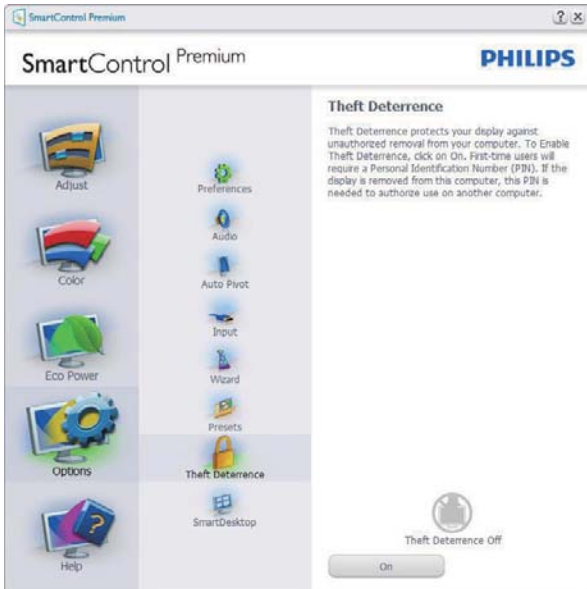 SmartControl Premium
? x
SmartControl Premium
PHILIPS
Adjust
Color
Eco Power
Options
Help
Preferences
Audio
Auto Pivot
Input
Wizard
Presets
Theft Deterrence
SmartDesktop
Theft Deterrence
Theft Deterrence protects your display against
unauthorized removal from your computer. To Enable
Theft Deterrence, click on On. First-time users will
require a Personal Identification Number (PIN). If the
display is removed from this computer, this PIN is
needed to authorize use on another computer.
Theft Deterrence Off
On